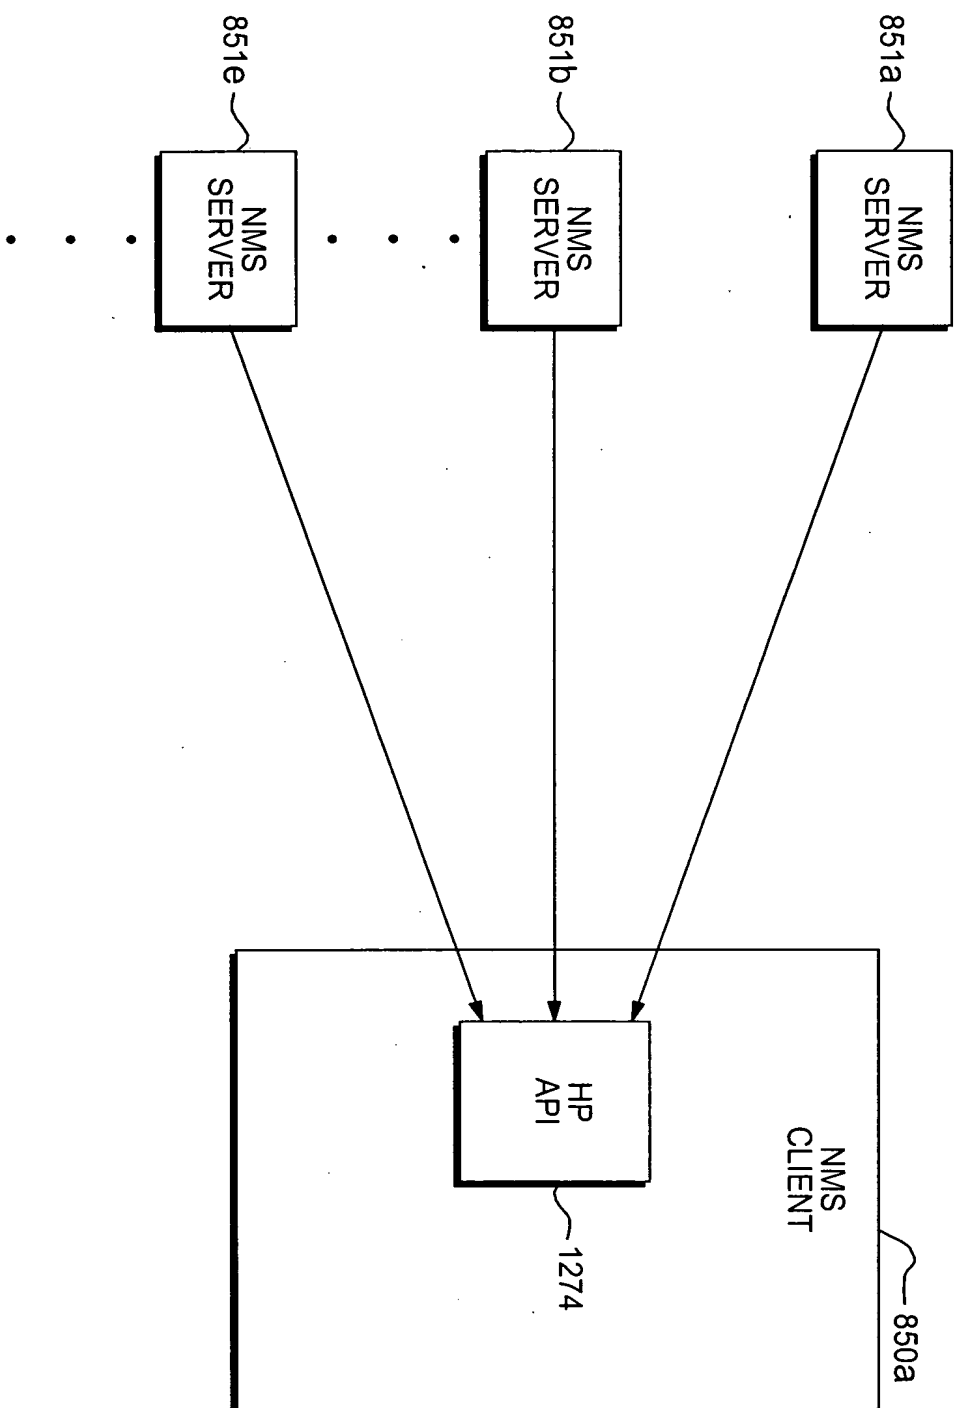 851a
NMS
SERVER
851b
NMS
SERVER
851e
NMS
SERVER
850a
NMS
CLIENT
HP
API
1274